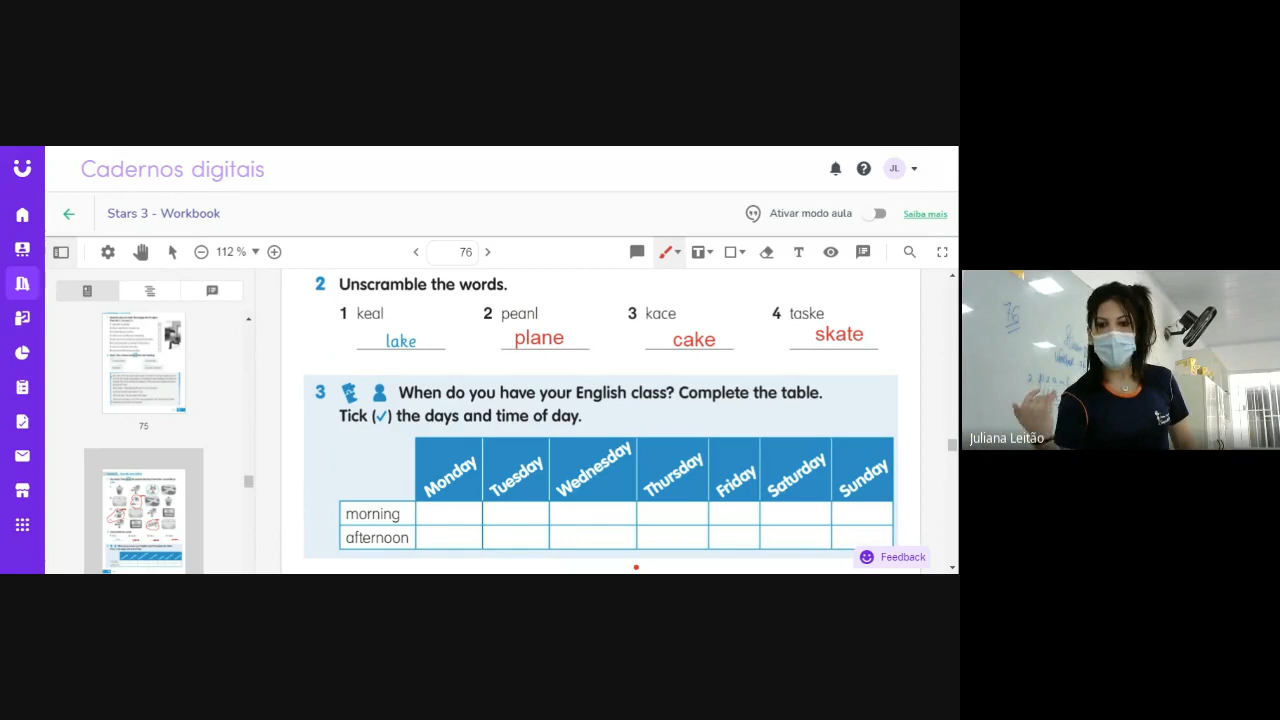 Cadernos digitais
JL
Stars 3 - Workbook
Ativar modo aula
Saiba mais
112 %
76
2 Unscramble the words.
1 keal 2 peanl 3 kace 4 taske
lake plane cake skate
3 When do you have your English class? Complete the table.
Tick (✓) the days and time of day.
Monday Tuesday Wednesday Thursday Friday Saturday Sunday
morning
afternoon
75
Feedback
76
Juliana Leitão